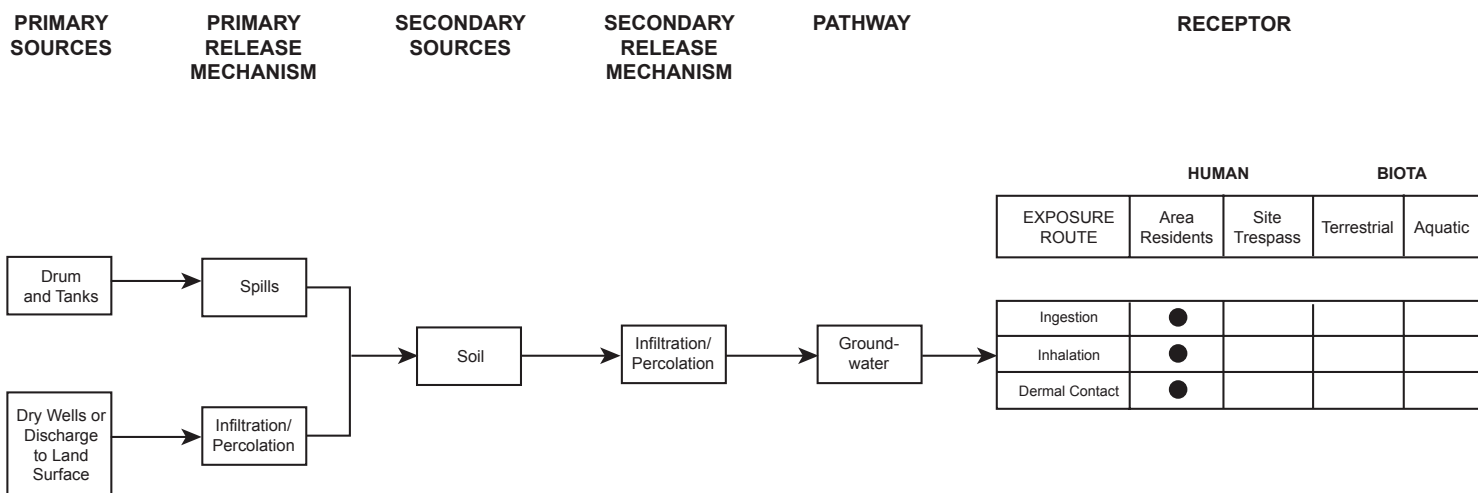 PRIMARY
SOURCES
PRIMARY
RELEASE
MECHANISM
SECONDARY
SOURCES
SECONDARY
RELEASE
MECHANISM
PATHWAY
RECEPTOR
HUMAN
BIOTA
EXPOSURE
ROUTE
Area
Residents
Site
Trespass
Terrestrial
Aquatic
Drum
and Tanks
Spills
Ingestion
Inhalation
Dermal Contact
Soil
Infiltration/
Percolation
Ground-
water
Dry Wells or
Discharge
to Land
Surface
Infiltration/
Percolation